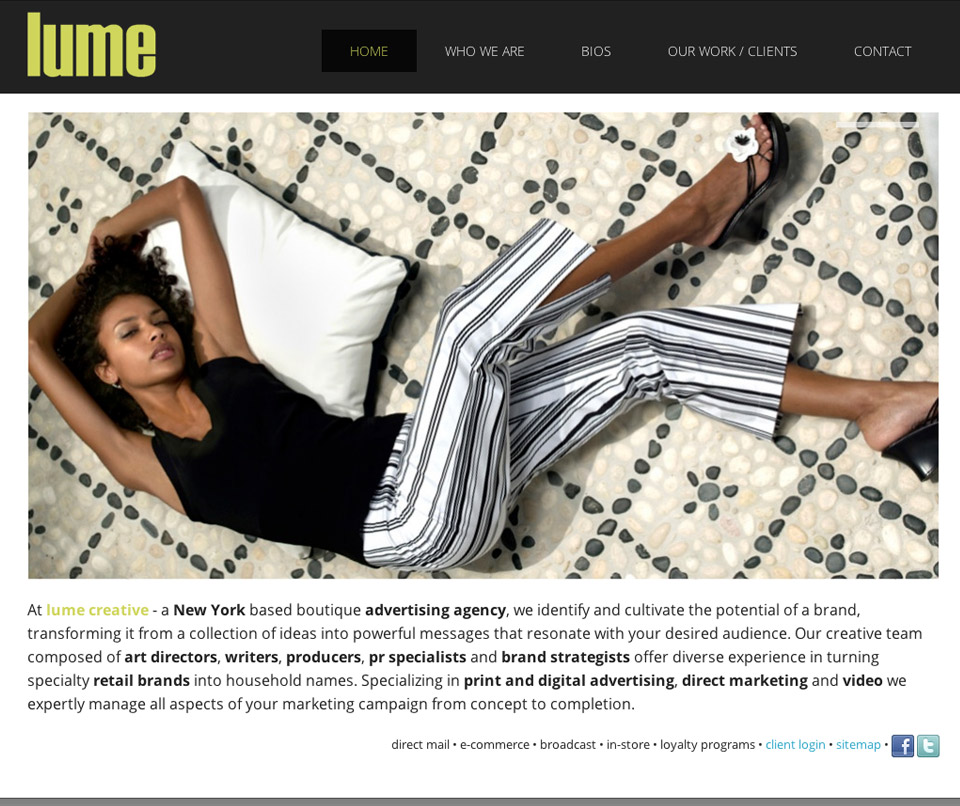 lume
HOME WHO WE ARE BIOS OUR WORK / CLIENTS CONTACT
At lume creative - a New York based boutique advertising agency, we identify and cultivate the potential of a brand,
transforming it from a collection of ideas into powerful messages that resonate with your desired audience. Our creative team
composed of art directors, writers, producers, pr specialists and brand strategists offer diverse experience in turning
specialty retail brands into household names. Specializing in print and digital advertising, direct marketing and video we
expertly manage all aspects of your marketing campaign from concept to completion.
direct mail • e-commerce • broadcast • in-store • loyalty programs • client login • sitemap • f t